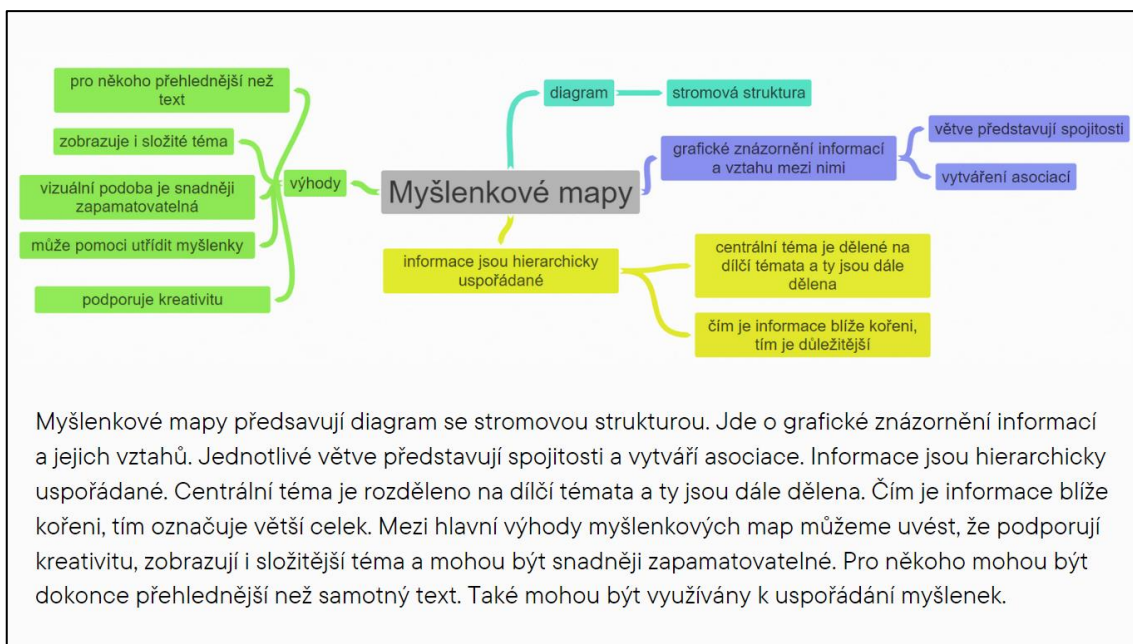 pro někoho přehlednější než
text
zobrazuje i složité téma
vizuální podoba je snadněji
zapamatovatelná
může pomoci utřídit myšlenky
podporuje kreativitu
výhody
Myšlenkové mapy
diagram
stromová struktura
grafické znázornění informací
a vztahu mezi nimi
větve představují spojitosti
vytváření asociací
informace jsou hierarchicky
uspořádané
centrální téma je dělené na
dílčí témata a ty jsou dále
dělena
čím je informace blíže kořeni,
tím je důležitější
Myšlenkové mapy předsavují diagram se stromovou strukturou. Jde o grafické znázornění informací
a jejich vztahů. Jednotlivé větve představují spojitosti a vytváří asociace. Informace jsou hierarchicky
uspořádané. Centrální téma je rozděleno na dílčí témata a ty jsou dále dělena. Čím je informace blíže
kořeni, tím označuje větší celek. Mezi hlavní výhody myšlenkových map můžeme uvést, že podporují
kreativitu, zobrazují i složitější téma a mohou být snadněji zapamatovatelné. Pro někoho mohou být
dokonce přehlednější než samotný text. Také mohou být využívány k uspořádání myšlenek.